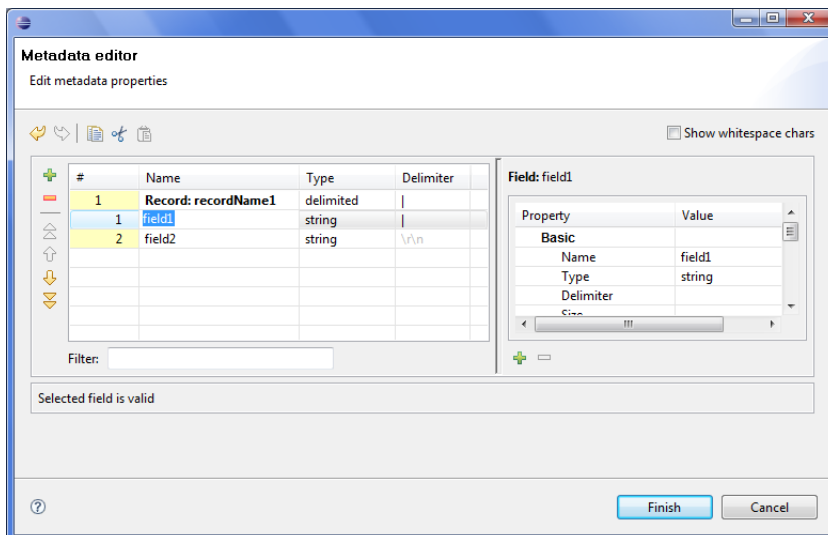 Metadata editor
Edit metadata properties
Show whitespace chars
# Name Type Delimiter
1 Record: recordName1 delimited |
1 field1 string |
2 field2 string \r\n
Filter:
Field: field1
Property Value
Basic
Name field1
Type string
Delimiter
Size
Selected field is valid
Finish Cancel